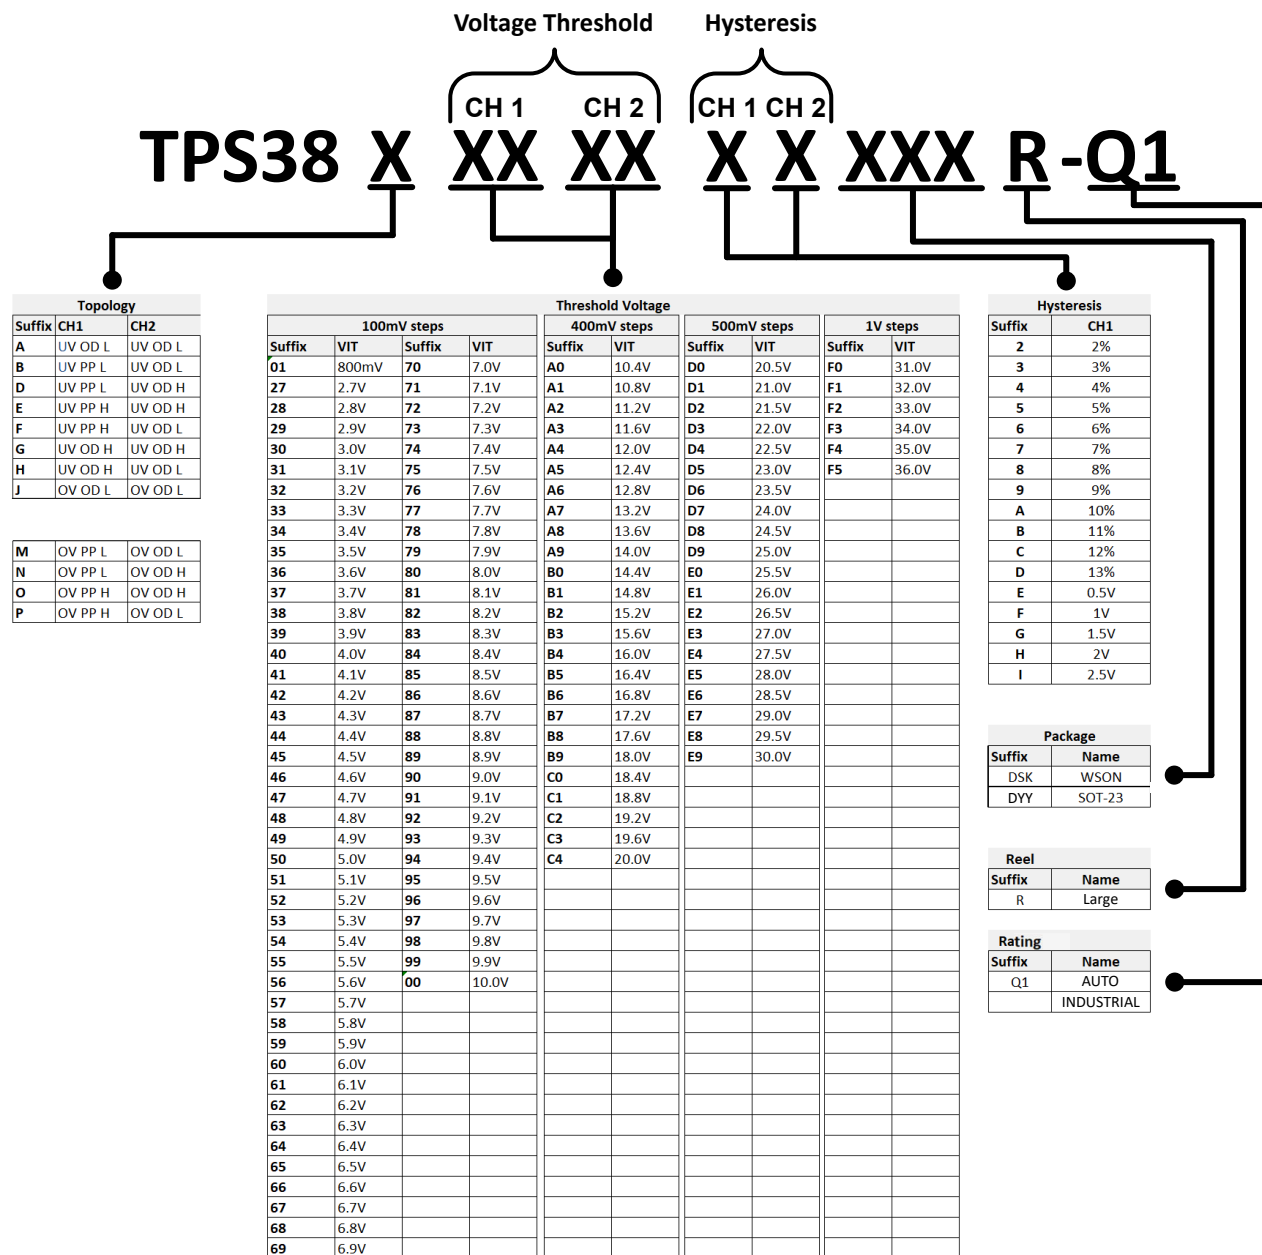 Voltage Threshold Hysteresis
CH 1 CH 2 CH 1 CH 2
TPS38 X XX XX X X XXX R -Q1
Topology
Suffix CH1 CH2
A UV OD L UV OD L
B UV PP L UV OD L
D UV PP L UV OD H
E UV PP H UV OD H
F UV PP H UV OD L
G UV OD H UV OD H
H UV OD H UV OD L
J OV OD L OV OD L
M OV PP L OV OD L
N OV PP L OV OD H
O OV PP H OV OD H
P OV PP H OV OD L
Threshold Voltage
100mV steps 400mV steps 500mV steps 1V steps
Suffix VIT Suffix VIT Suffix VIT Suffix VIT Suffix VIT
01 800mV 70 7.0V A0 10.4V D0 20.5V F0 31.0V
27 2.7V 71 7.1V A1 10.8V D1 21.0V F1 32.0V
28 2.8V 72 7.2V A2 11.2V D2 21.5V F2 33.0V
29 2.9V 73 7.3V A3 11.6V D3 22.0V F3 34.0V
30 3.0V 74 7.4V A4 12.0V D4 22.5V F4 35.0V
31 3.1V 75 7.5V A5 12.4V D5 23.0V F5 36.0V
32 3.2V 76 7.6V A6 12.8V D6 23.5V
33 3.3V 77 7.7V A7 13.2V D7 24.0V
34 3.4V 78 7.8V A8 13.6V D8 24.5V
35 3.5V 79 7.9V A9 14.0V D9 25.0V
36 3.6V 80 8.0V B0 14.4V E0 25.5V
37 3.7V 81 8.1V B1 14.8V E1 26.0V
38 3.8V 82 8.2V B2 15.2V E2 26.5V
39 3.9V 83 8.3V B3 15.6V E3 27.0V
40 4.0V 84 8.4V B4 16.0V E4 27.5V
41 4.1V 85 8.5V B5 16.4V E5 28.0V
42 4.2V 86 8.6V B6 16.8V E6 28.5V
43 4.3V 87 8.7V B7 17.2V E7 29.0V
44 4.4V 88 8.8V B8 17.6V E8 29.5V
45 4.5V 89 8.9V B9 18.0V E9 30.0V
46 4.6V 90 9.0V C0 18.4V
47 4.7V 91 9.1V C1 18.8V
48 4.8V 92 9.2V C2 19.2V
49 4.9V 93 9.3V C3 19.6V
50 5.0V 94 9.4V C4 20.0V
51 5.1V 95 9.5V
52 5.2V 96 9.6V
53 5.3V 97 9.7V
54 5.4V 98 9.8V
55 5.5V 99 9.9V
56 5.6V 00 10.0V
57 5.7V
58 5.8V
59 5.9V
60 6.0V
61 6.1V
62 6.2V
63 6.3V
64 6.4V
65 6.5V
66 6.6V
67 6.7V
68 6.8V
69 6.9V
Hysteresis
Suffix CH1
2 2%
3 3%
4 4%
5 5%
6 6%
7 7%
8 8%
9 9%
A 10%
B 11%
C 12%
D 13%
E 0.5V
F 1V
G 1.5V
H 2V
I 2.5V
Package
Suffix Name
DSK WSON
DYY SOT-23
Reel
Suffix Name
R Large
Rating
Suffix Name
Q1 AUTO
INDUSTRIAL